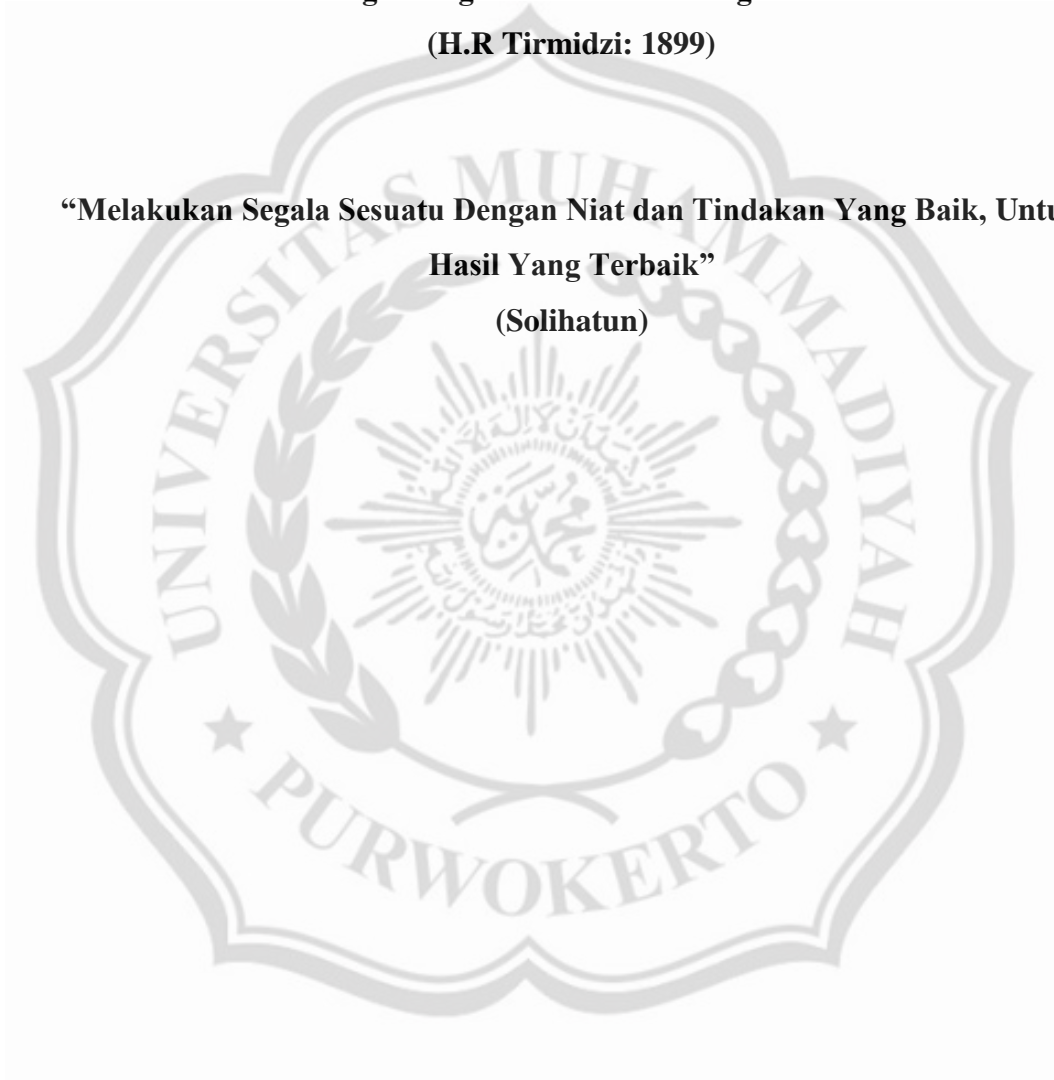 (H.R Tirmidzi: 1899)
“Melakukan Segala Sesuatu Dengan Niat dan Tindakan Yang Baik, Untu
Hasil Yang Terbaik”
(Solihatun)
UNIVERSITAS MUHAMMADIYAH
PURWOKERTO